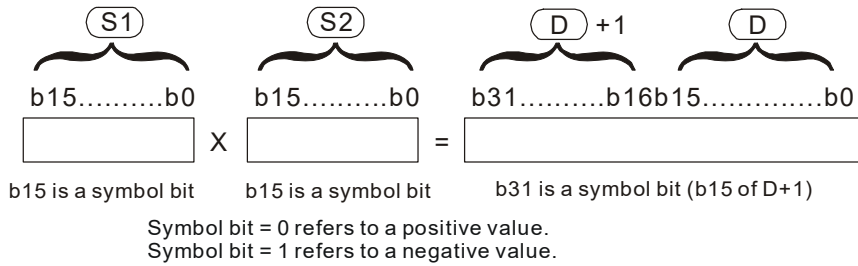 S1 S2 D +1 D
b15..........b0 b15..........b0 b31..........b16b15..............b0
X =
b15 is a symbol bit b15 is a symbol bit b31 is a symbol bit (b15 of D+1)
Symbol bit = 0 refers to a positive value.
Symbol bit = 1 refers to a negative value.